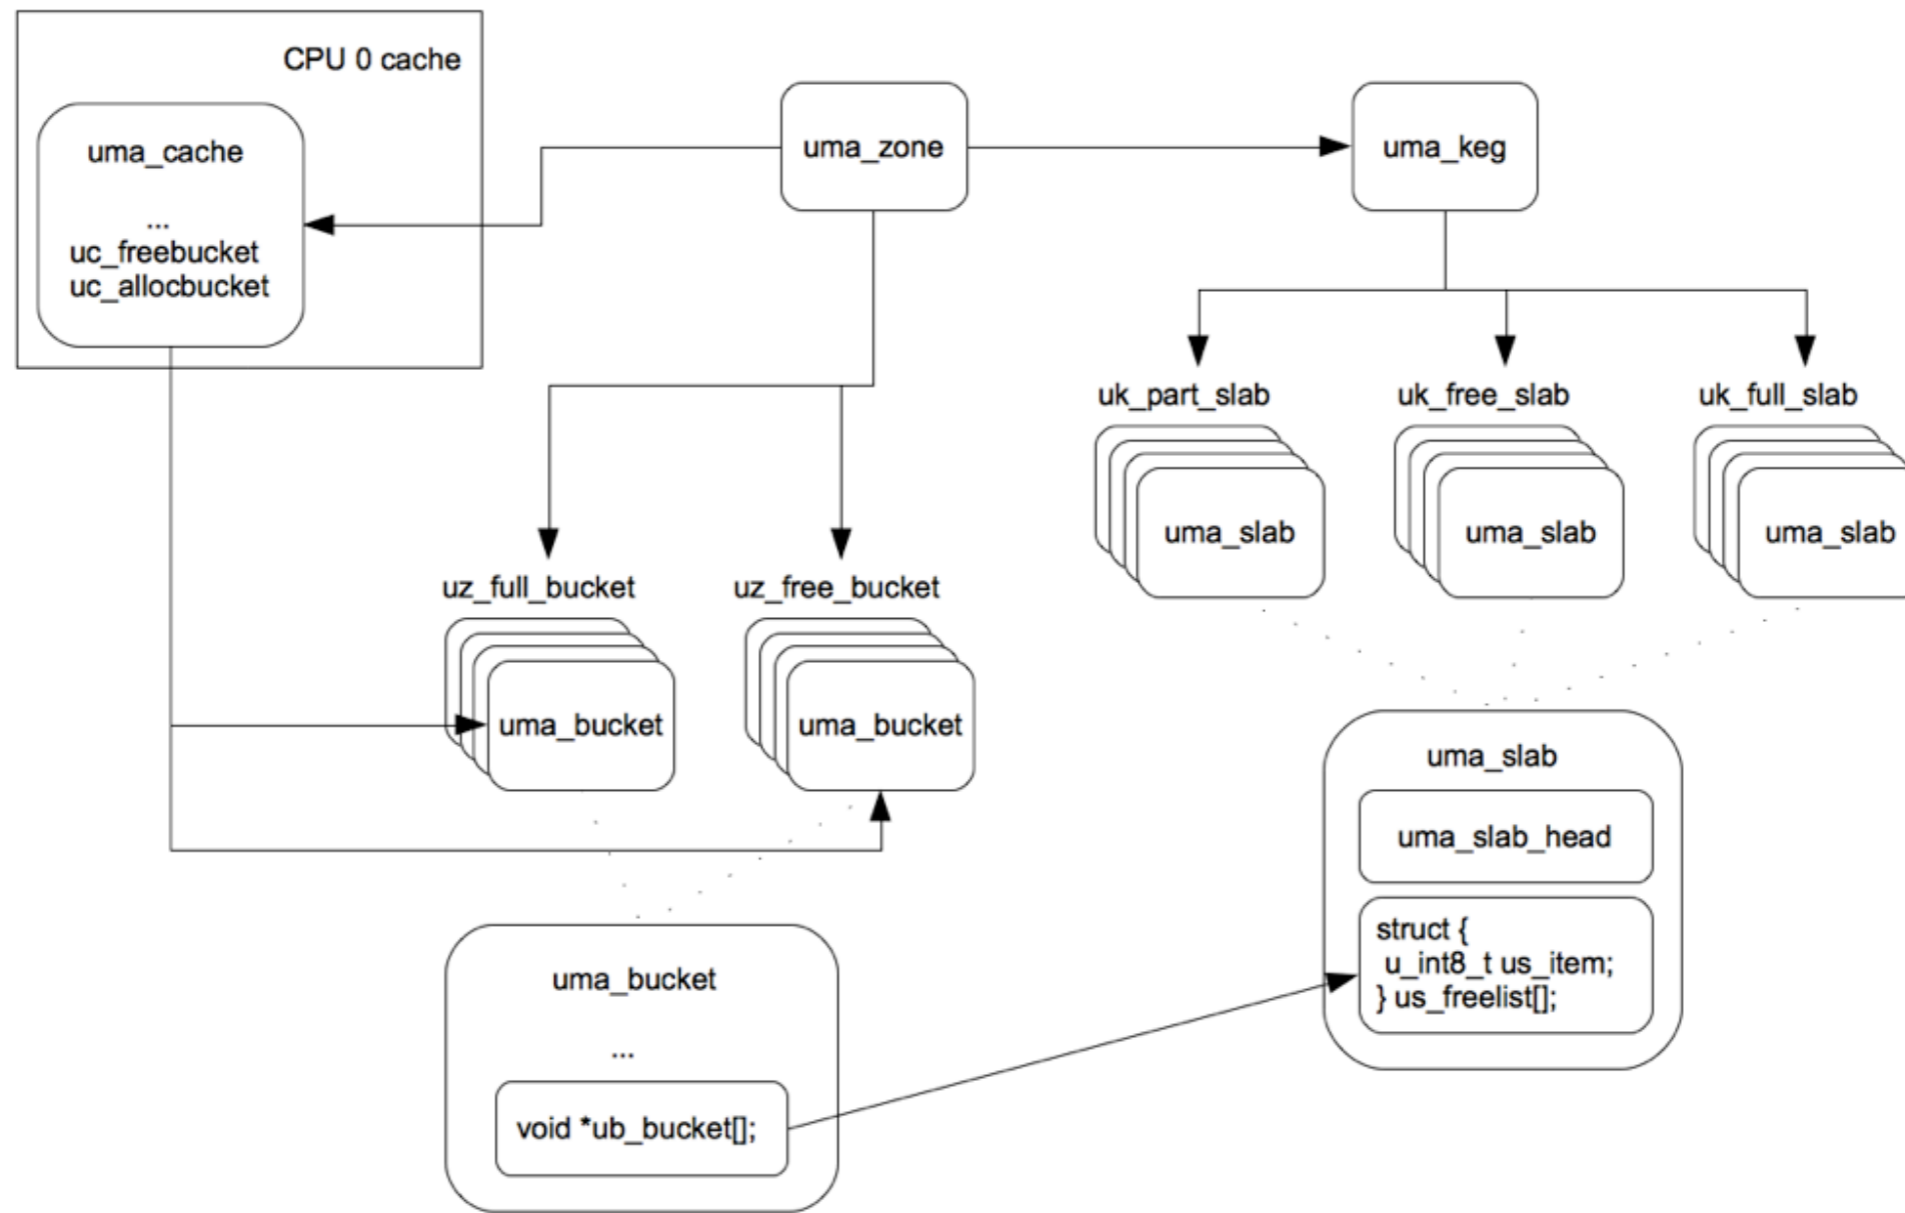 CPU 0 cache
uma_cache
...
uc_freebucket
uc_allocbucket
uma_zone
uma_keg
uk_part_slab
uk_free_slab
uk_full_slab
uma_slab
uma_slab
uma_slab
uz_full_bucket
uz_free_bucket
uma_bucket
uma_bucket
uma_slab
uma_slab_head
struct {
u_int8_t us_item;
} us_freelist[];
uma_bucket
...
void *ub_bucket[];